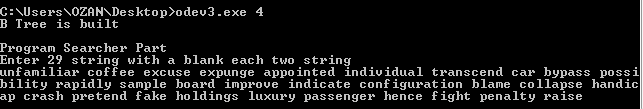 C:\Users\OZAN\Desktop>odev3.exe 4
B Tree is built
Program Searcher Part
Enter 29 string with a blank each two string
unfamiliar coffee excuse expunge appointed individual transcend car bypass possi
bility rapidly sample board improve indicate configuration blame collapse handic
ap crash pretend fake holdings luxury passenger hence fight penalty raise